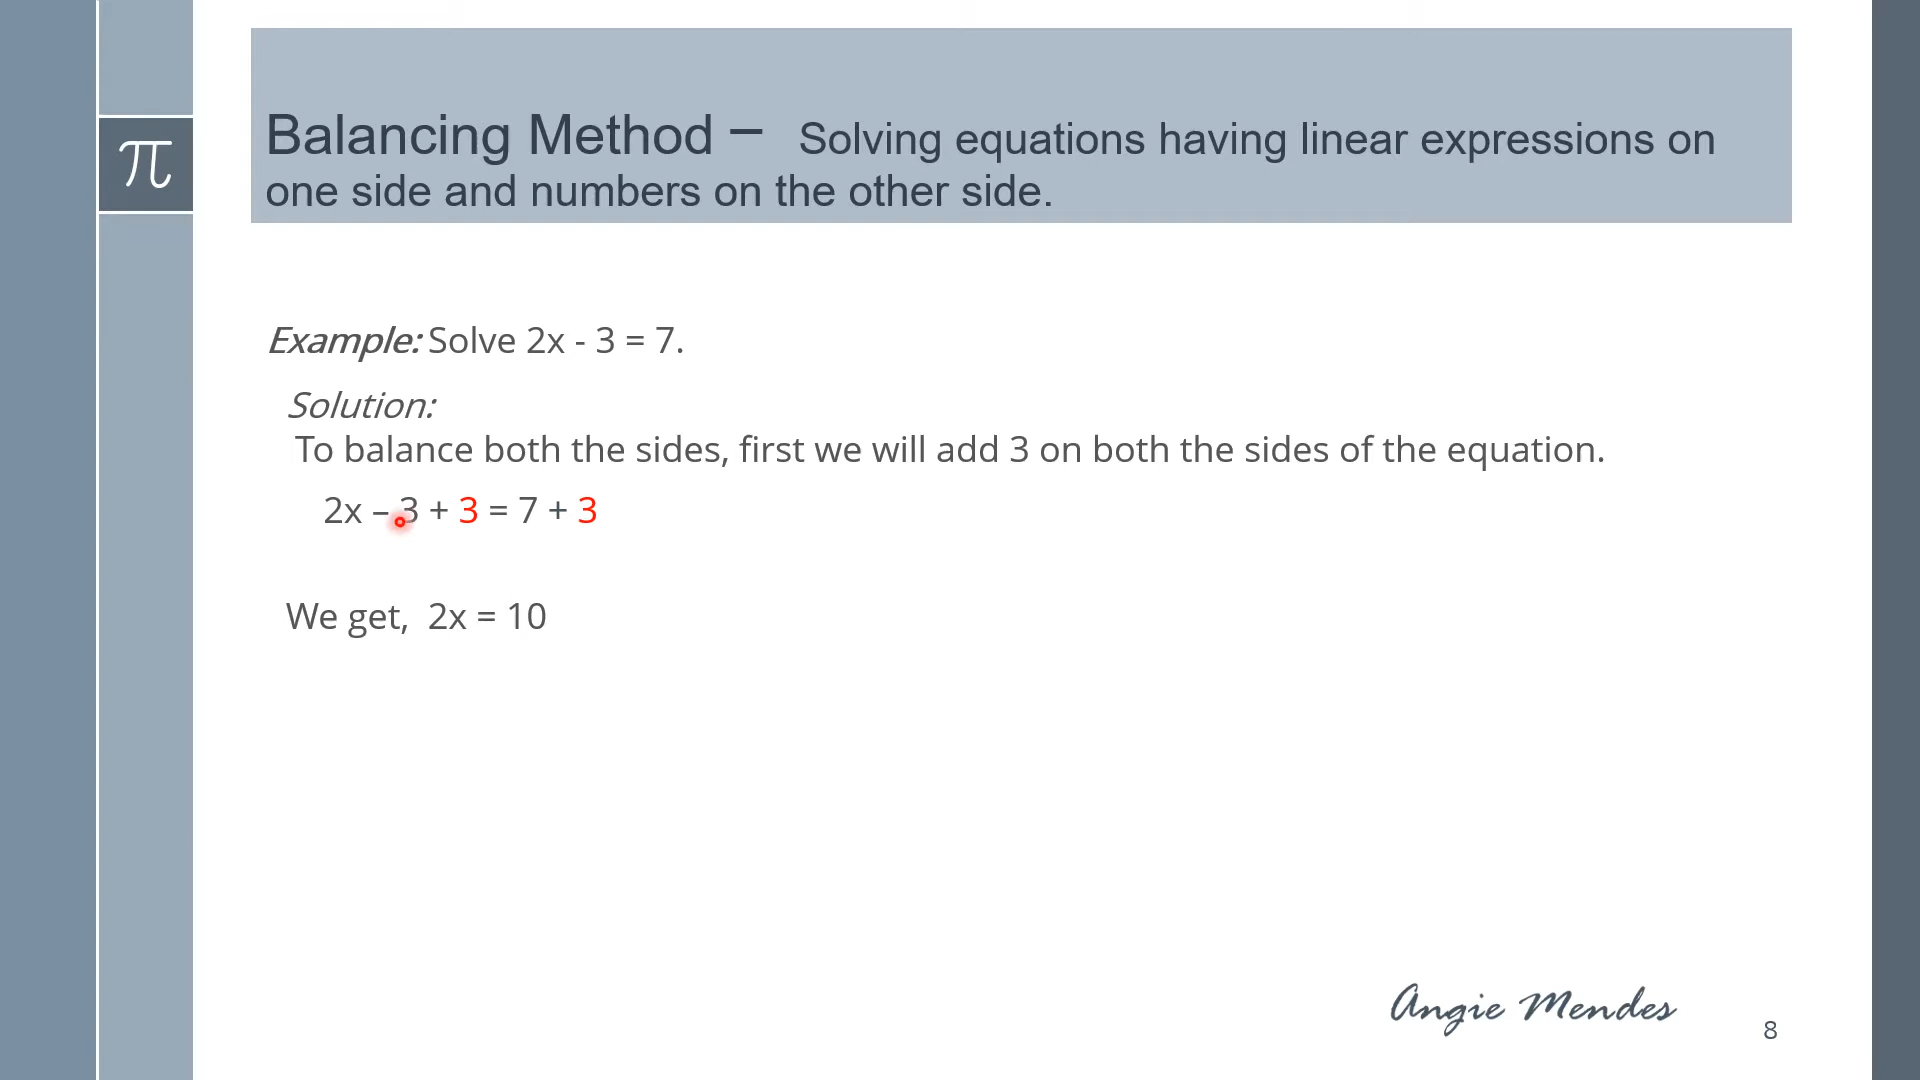 π
Balancing Method – Solving equations having linear expressions on
one side and numbers on the other side.
Example: Solve 2x - 3 = 7.
Solution:
To balance both the sides, first we will add 3 on both the sides of the equation.
2x – 3 + 3 = 7 + 3
We get, 2x = 10
Angie Mendes
8